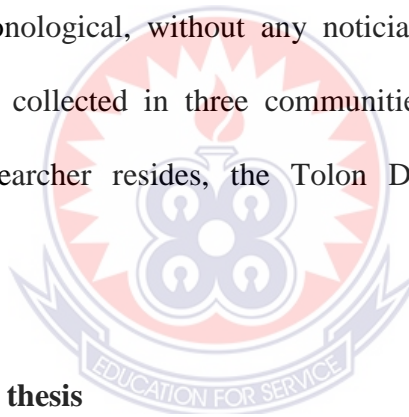 onological, without any noticia
collected in three communitie
earcher resides, the Tolon D
EDUCATION FOR SERVICE
thesis